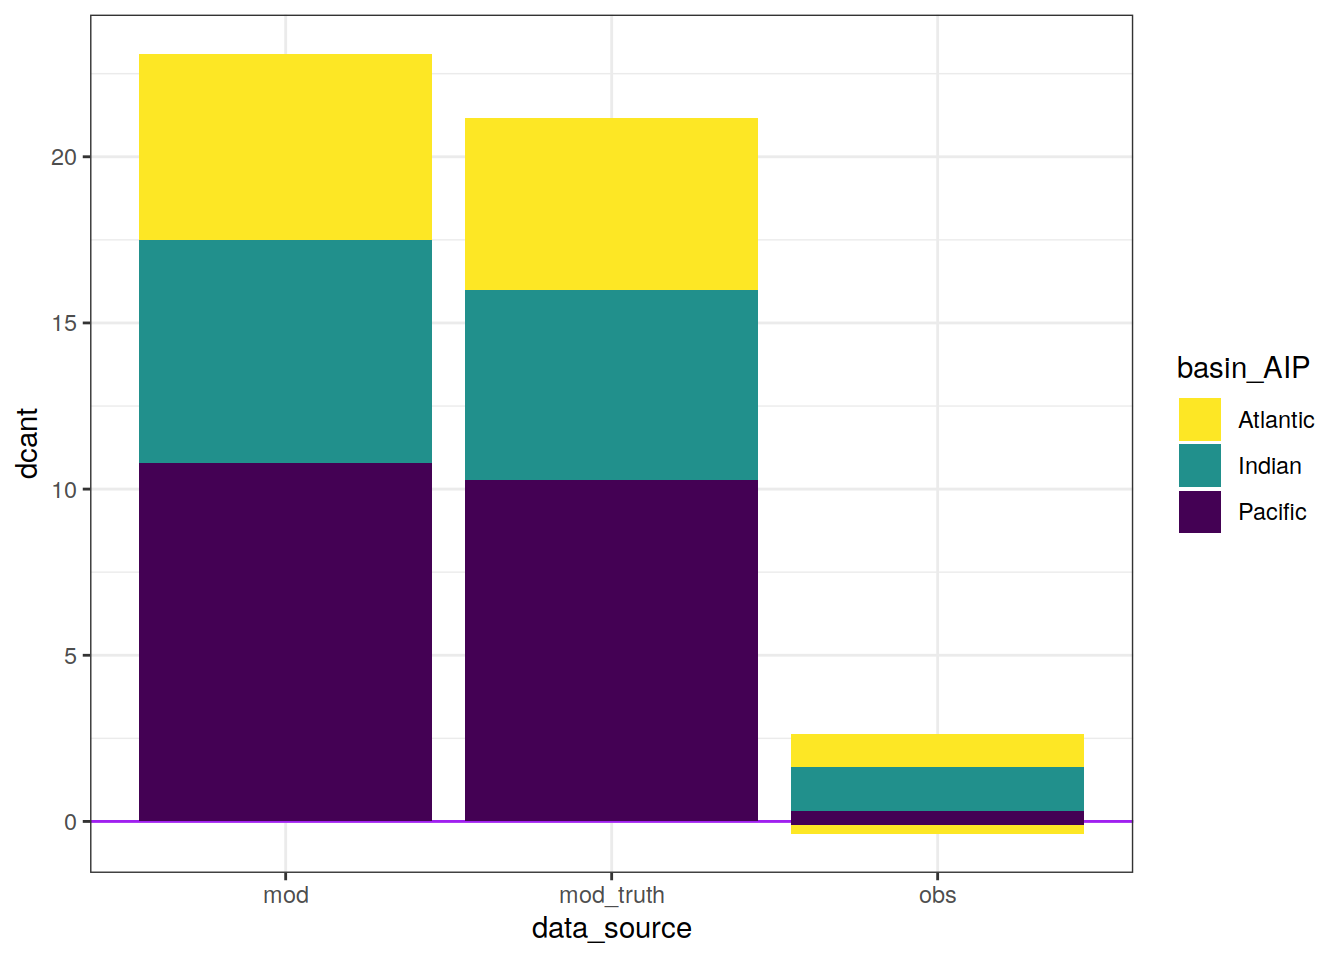 20
15
10
5
0
dcant
mod
mod_truth
obs
data_source
basin_AIP
Atlantic
Indian
Pacific